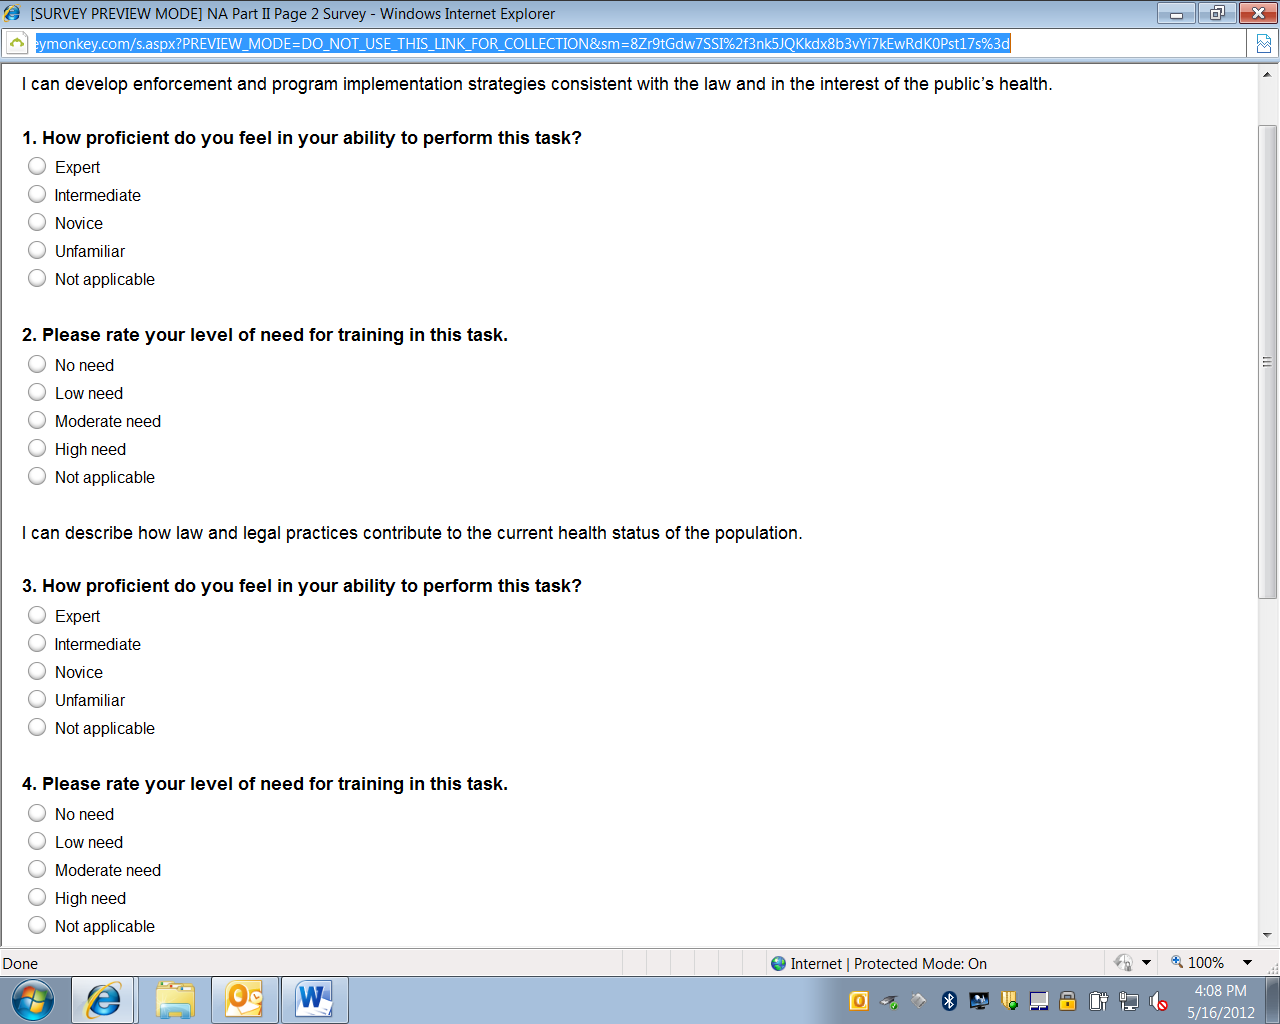 [SURVEY PREVIEW MODE] NA Part II Page 2 Survey - Windows Internet Explorer
eymonkey.com/s.aspx?PREVIEW_MODE=DO_NOT_USE_THIS_LINK_FOR_COLLECTION&sm=8Zr9tGdw7SSI%2f3nk5JQKkdx8b3vYi7kEwRdK0Pst17s%3d
I can develop enforcement and program implementation strategies consistent with the law and in the interest of the public’s health.
1. How proficient do you feel in your ability to perform this task?
Expert
Intermediate
Novice
Unfamiliar
Not applicable
2. Please rate your level of need for training in this task.
No need
Low need
Moderate need
High need
Not applicable
I can describe how law and legal practices contribute to the current health status of the population.
3. How proficient do you feel in your ability to perform this task?
Expert
Intermediate
Novice
Unfamiliar
Not applicable
4. Please rate your level of need for training in this task.
No need
Low need
Moderate need
High need
Not applicable
Done
Internet | Protected Mode: On
100%
4:08 PM
5/16/2012